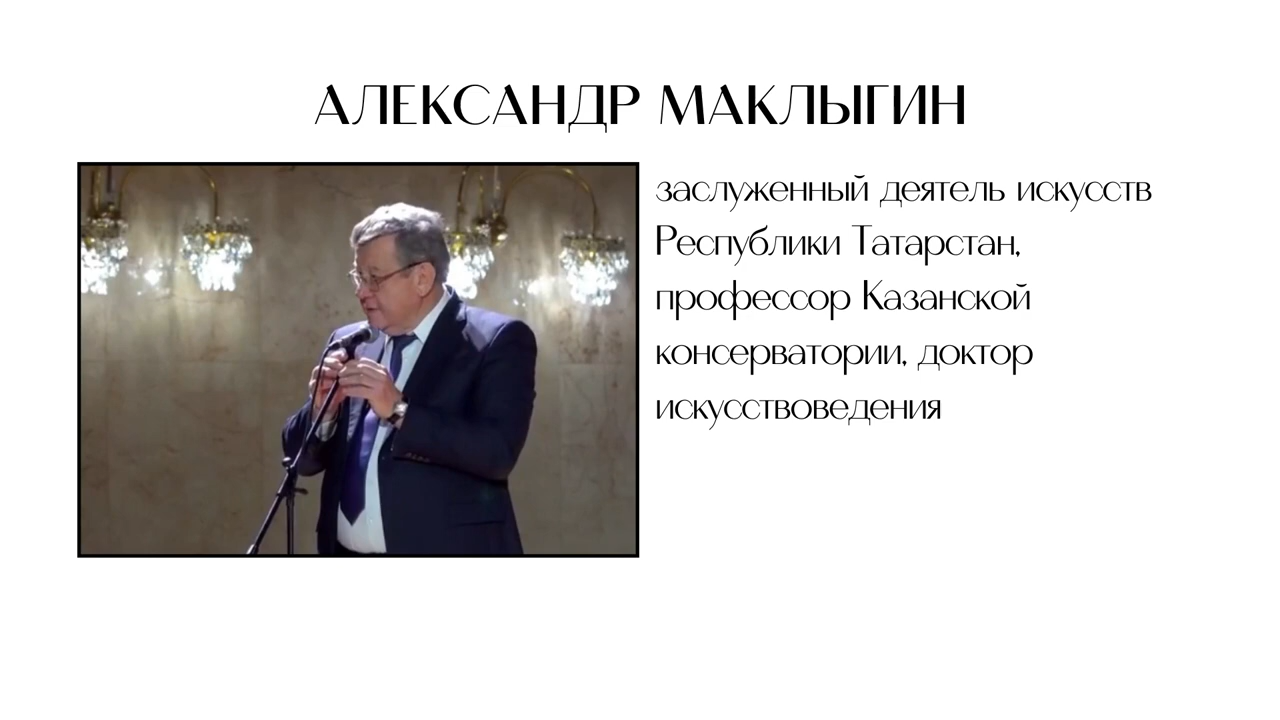 АЛЕКСАНДР МАКЛЫГИН
заслуженный деятель искусств
Республики Татарстан,
профессор Казанской
консерватории, доктор
искусствоведения